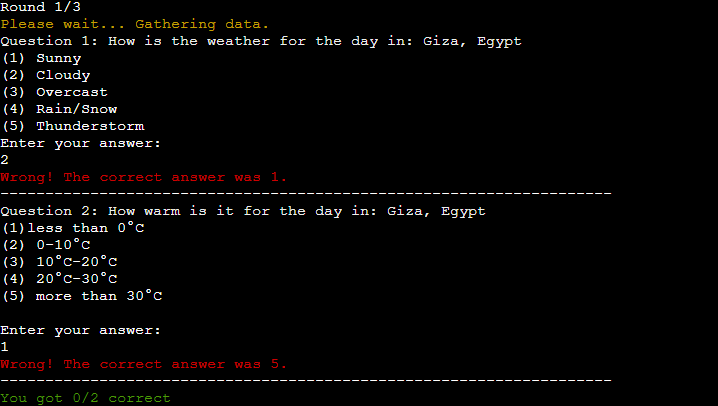 Round 1/3
Please wait... Gathering data.
Question 1: How is the weather for the day in: Giza, Egypt
(1) Sunny
(2) Cloudy
(3) Overcast
(4) Rain/Snow
(5) Thunderstorm
Enter your answer:
2
Wrong! The correct answer was 1.
--------------------------------------------------------------------
Question 2: How warm is it for the day in: Giza, Egypt
(1)less than 0°C
(2) 0-10°C
(3) 10°C-20°C
(4) 20°C-30°C
(5) more than 30°C

Enter your answer:
1
Wrong! The correct answer was 5.
--------------------------------------------------------------------
You got 0/2 correct